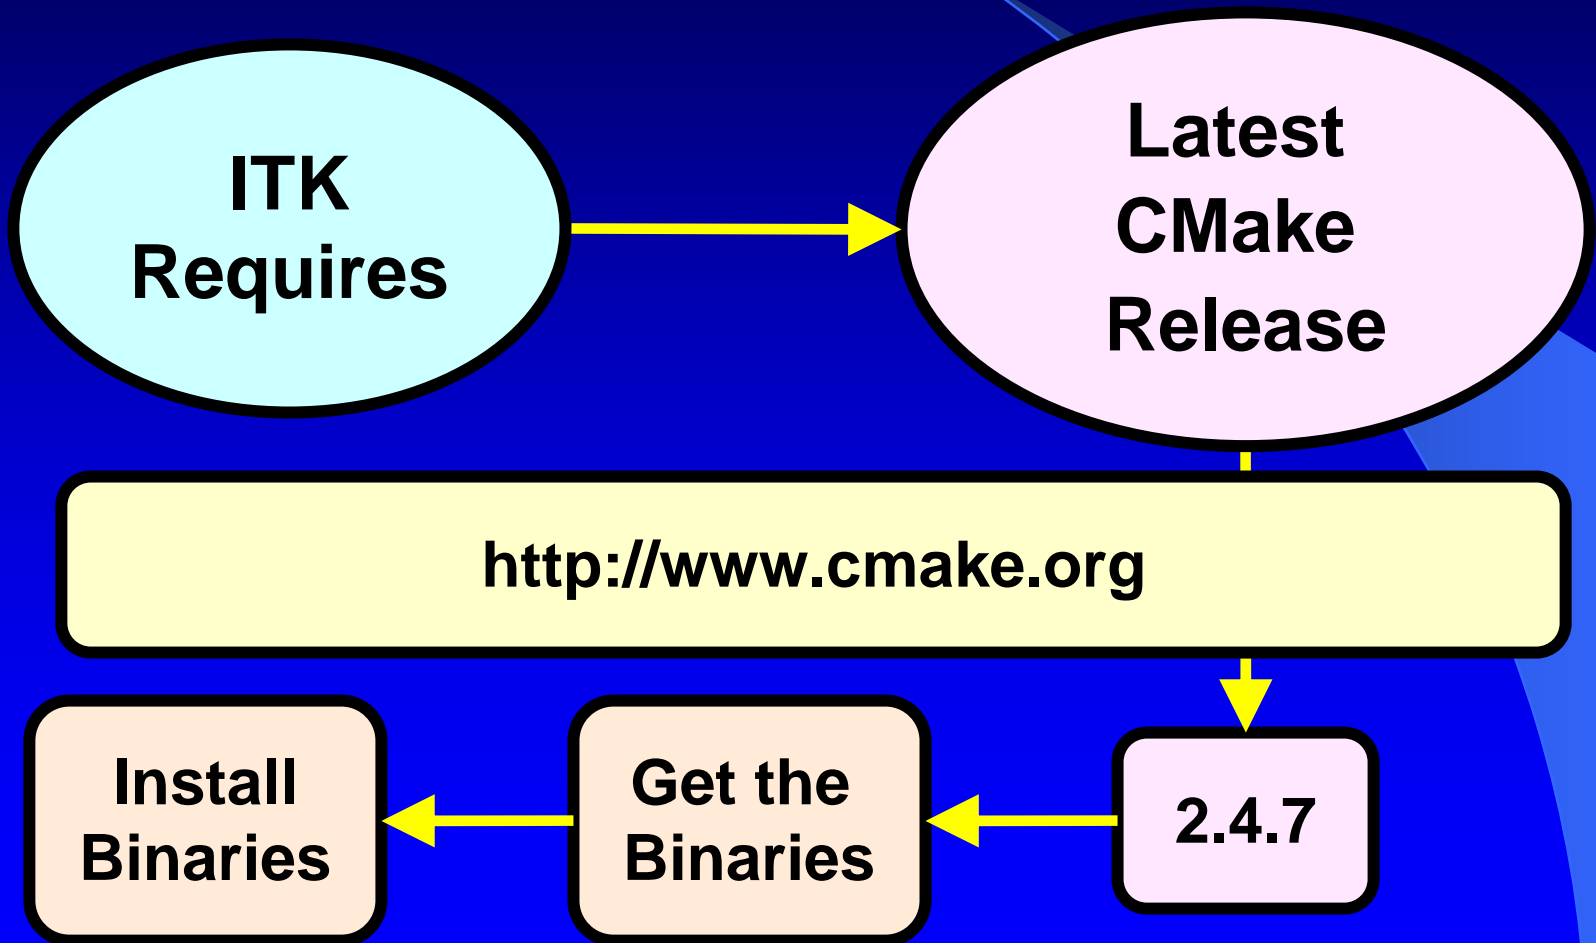 ITK
Requires
Latest
CMake
Release
http://www.cmake.org
2.4.7
Get the
Binaries
Install
Binaries